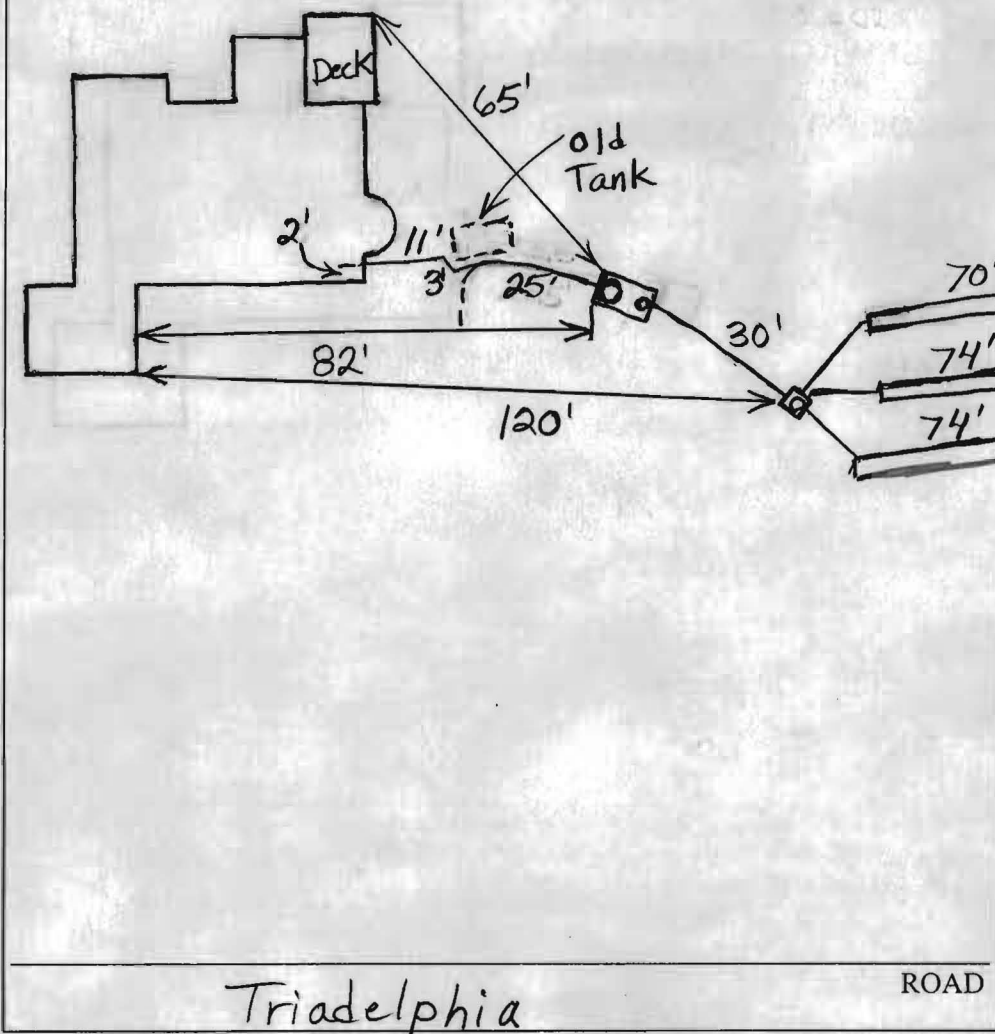 Deck
65'
old
Tank
2'
11'
3'
25'
82'
30'
120'
70'
74'
74'
Triadelphia
ROAD